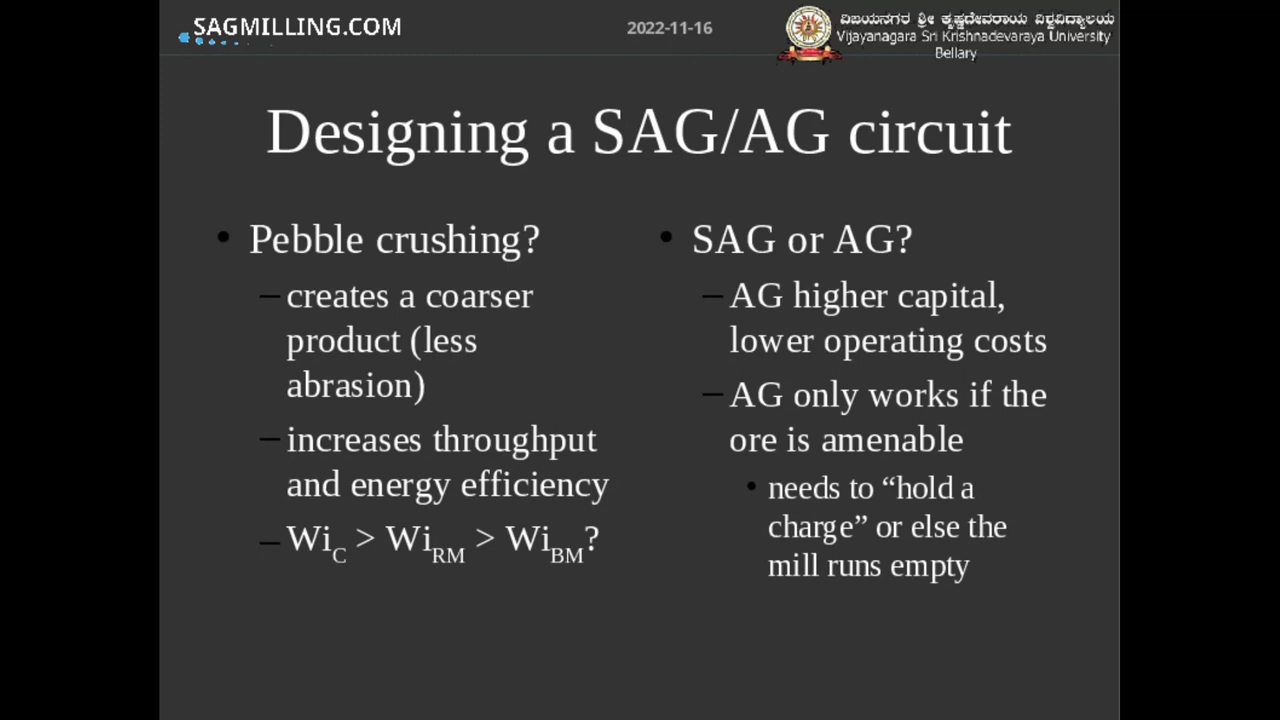 SAGMILLING.COM
2022-11-16
ವಿಜಯನಗರ ಶ್ರೀ ಕೃಷ್ಣದೇವರಾಯ ವಿಶ್ವವಿದ್ಯಾಲಯ
Vijayanagara Sri Krishnadevaraya University
Bellary
Designing a SAG/AG circuit
• Pebble crushing?
– creates a coarser
product (less
abrasion)
– increases throughput
and energy efficiency
– Wi_C > Wi_RM > Wi_BM?
• SAG or AG?
– AG higher capital,
lower operating costs
– AG only works if the
ore is amenable
• needs to “hold a
charge” or else the
mill runs empty